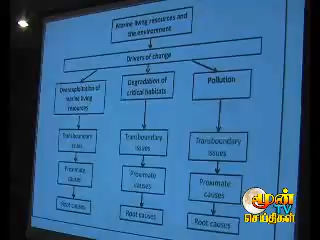 Marine living resources and
the environment
Drivers of change
Overexploitation of
marine living
resources
Degradation of
critical habitats
Pollution
Transboundary
issues
Transboundary
issues
Transboundary
issues
Proximate
causes
Proximate
causes
Proximate
causes
Root causes
Root causes
Root causes
மூன்
TV
செய்திகள்